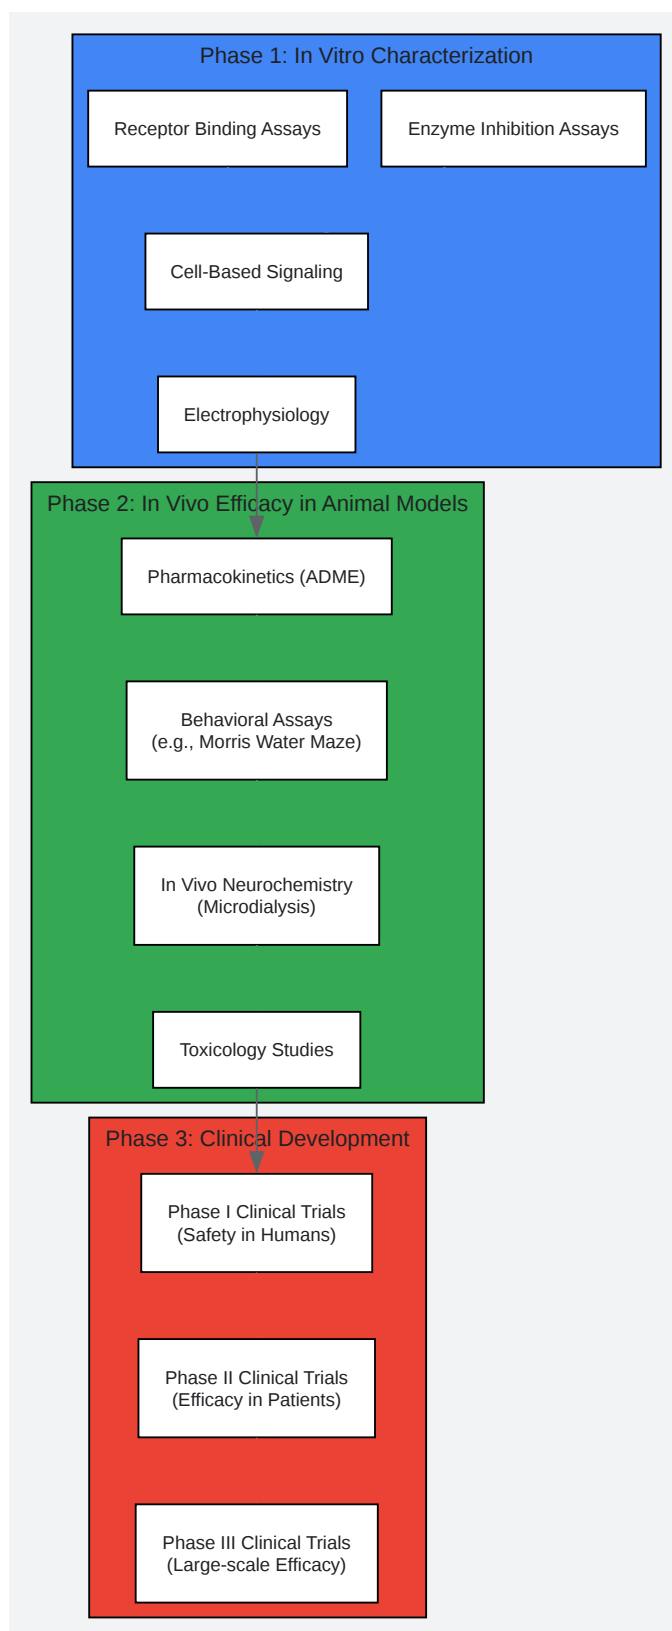 Phase 1: In Vitro Characterization
Receptor Binding Assays
Enzyme Inhibition Assays
Cell-Based Signaling
Electrophysiology
Phase 2: In Vivo Efficacy in Animal Models
Pharmacokinetics (ADME)
Behavioral Assays
(e.g., Morris Water Maze)
In Vivo Neurochemistry
(Microdialysis)
Toxicology Studies
Phase 3: Clinical Development
Phase I Clinical Trials
(Safety in Humans)
Phase II Clinical Trials
(Efficacy in Patients)
Phase III Clinical Trials
(Large-scale Efficacy)